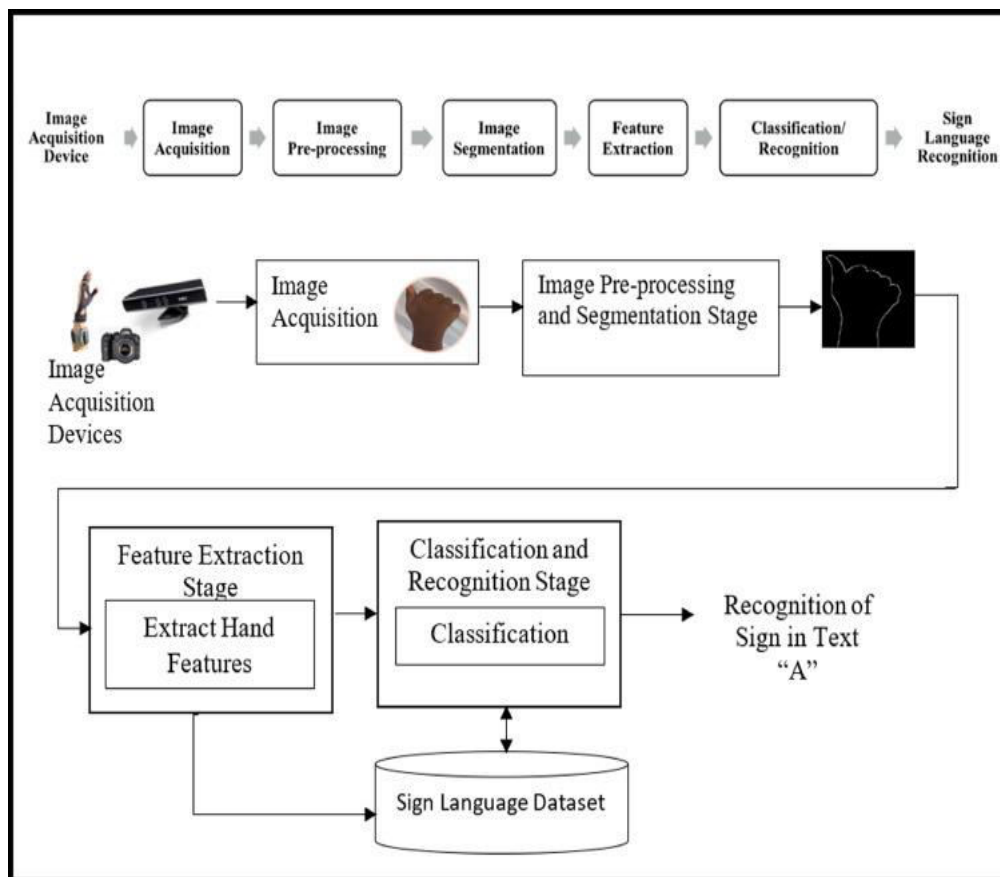 Image
Acquisition
Device
Image
Acquisition
Image
Pre-processing
Image
Segmentation
Feature
Extraction
Classification/
Recognition
Sign
Language
Recognition
Image
Acquisition
Image Pre-processing
and Segmentation Stage
Image
Acquisition
Devices
Feature Extraction
Stage
Extract Hand
Features
Classification and
Recognition Stage
Classification
Recognition of
Sign in Text
“A”
Sign Language Dataset